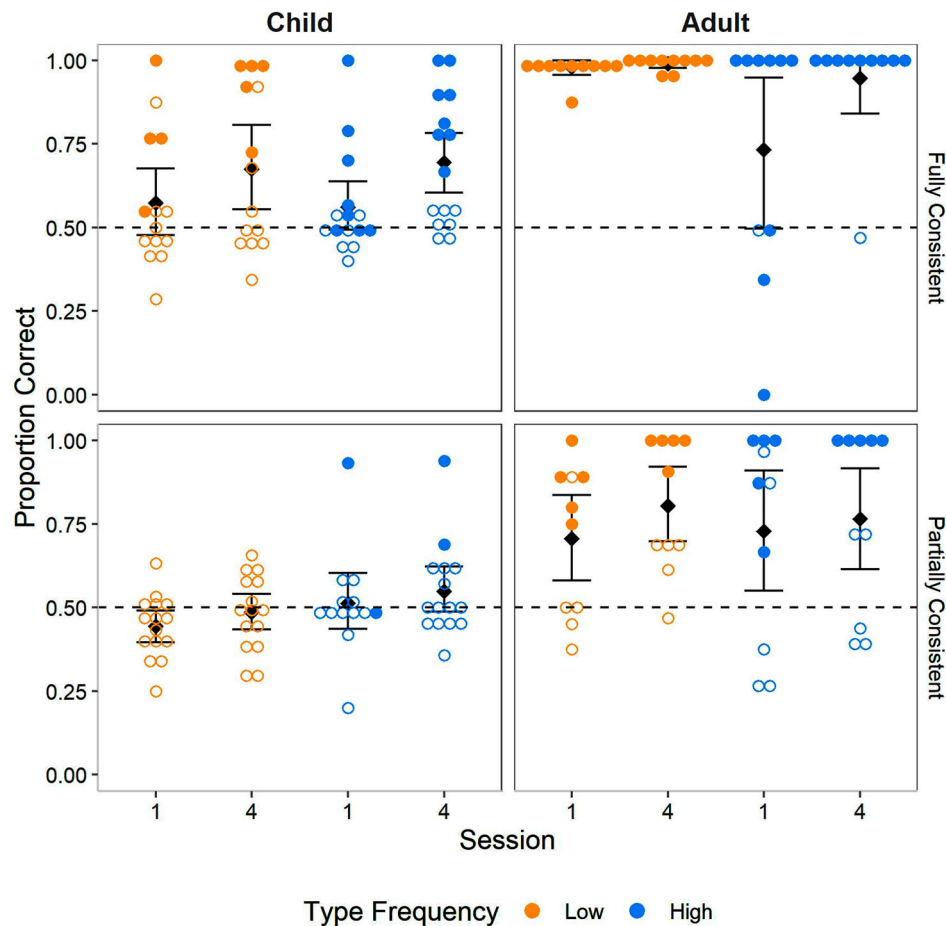 Child Adult
1.00
0.75
0.50
0.25
0.00
Fully Consistent
1.00
0.75
0.50
0.25
0.00
Partially Consistent
Proportion Correct
1 4 1 4 1 4 1 4
Session
Type Frequency Low High